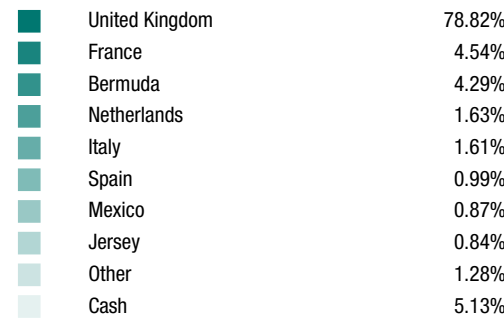 United Kingdom 78.82%
France 4.54%
Bermuda 4.29%
Netherlands 1.63%
Italy 1.61%
Spain 0.99%
Mexico 0.87%
Jersey 0.84%
Other 1.28%
Cash 5.13%